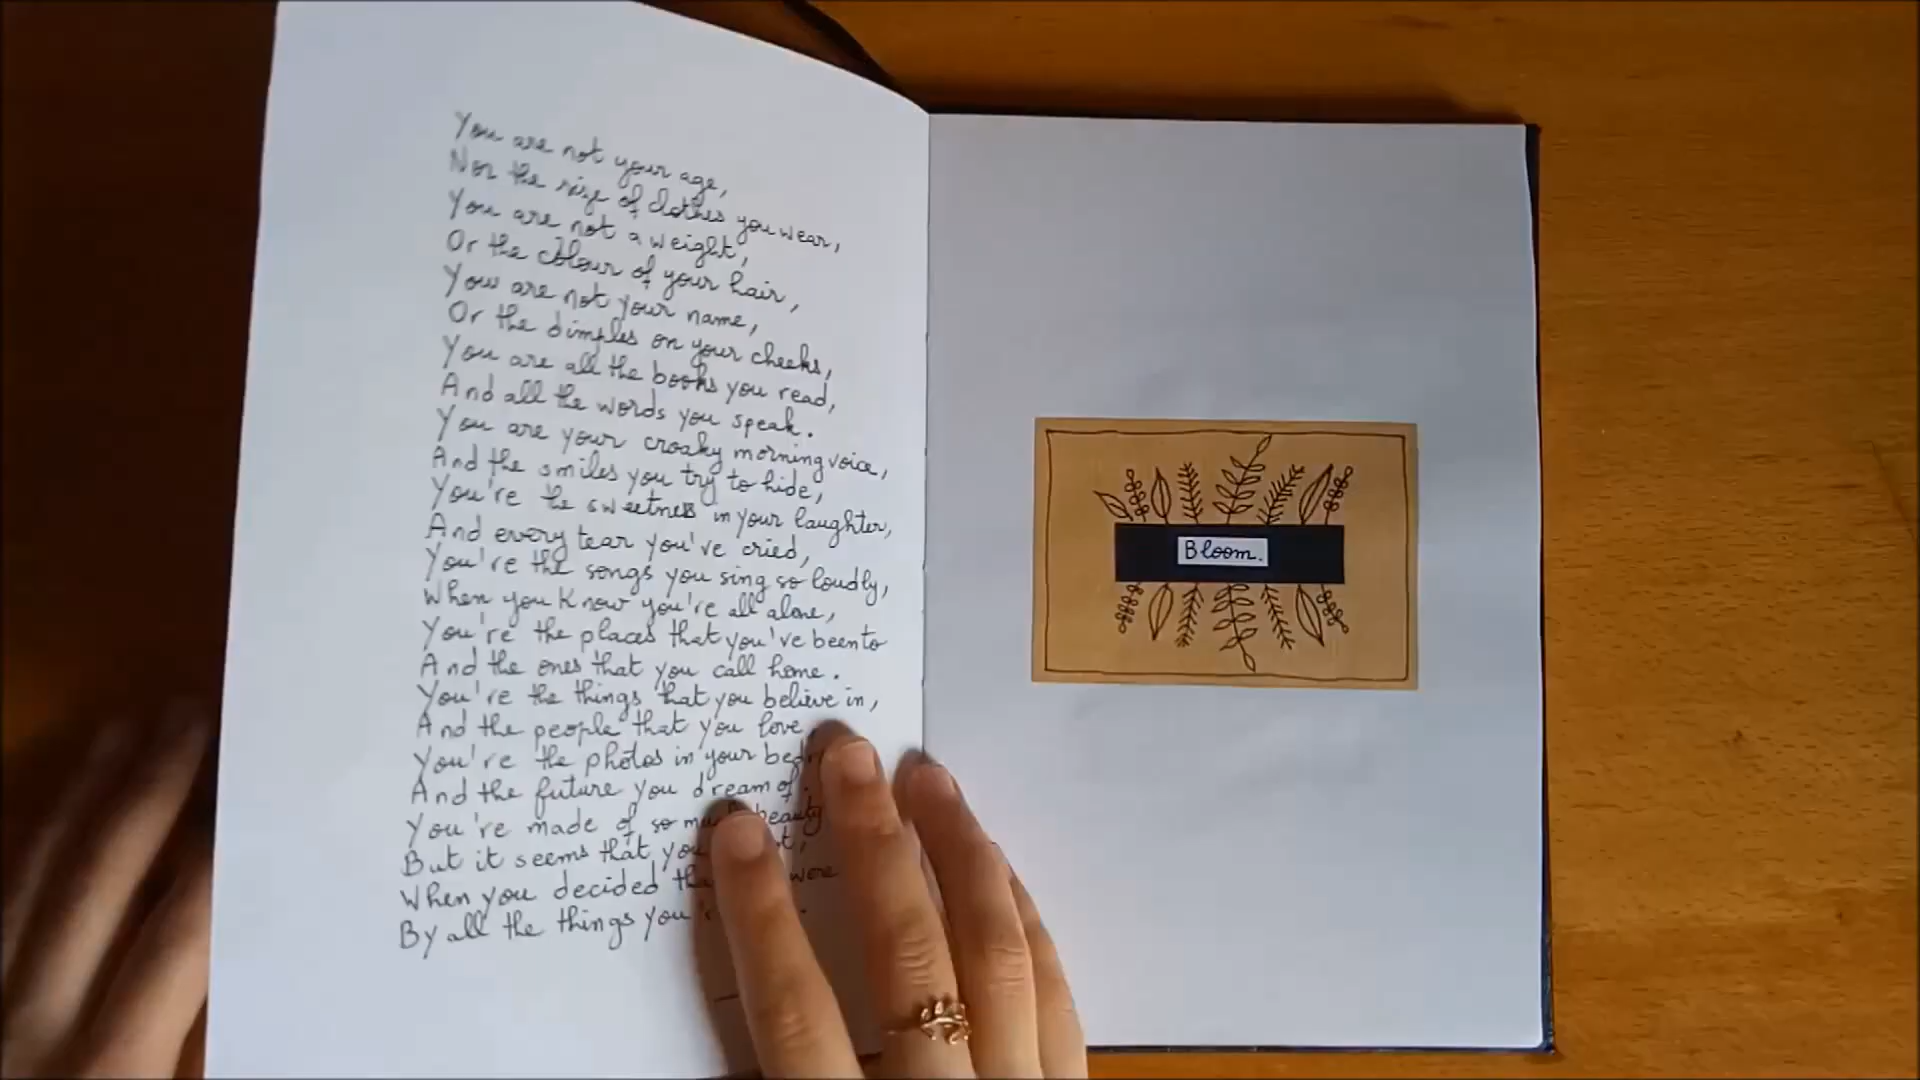 You are not your age,
Nor the size of clothes you wear,
You are not a weight,
Or the colour of your hair,
You are not your name,
Or the dimples on your cheeks,
You are all the books you read,
And all the words you speak.
You are your croaky morning voice,
And the smiles you try to hide,
You're the sweetness in your laughter,
And every tear you've cried,
You're the songs you sing so loudly,
When you know you're all alone,
You're the places that you've been to
And the ones that you call home.
You're the things that you believe in,
And the people that you love
You're the photos in your
And the future you dream of.
You're made of so beauty
But it seems that you
When you decided were
By all the things
Bloom.